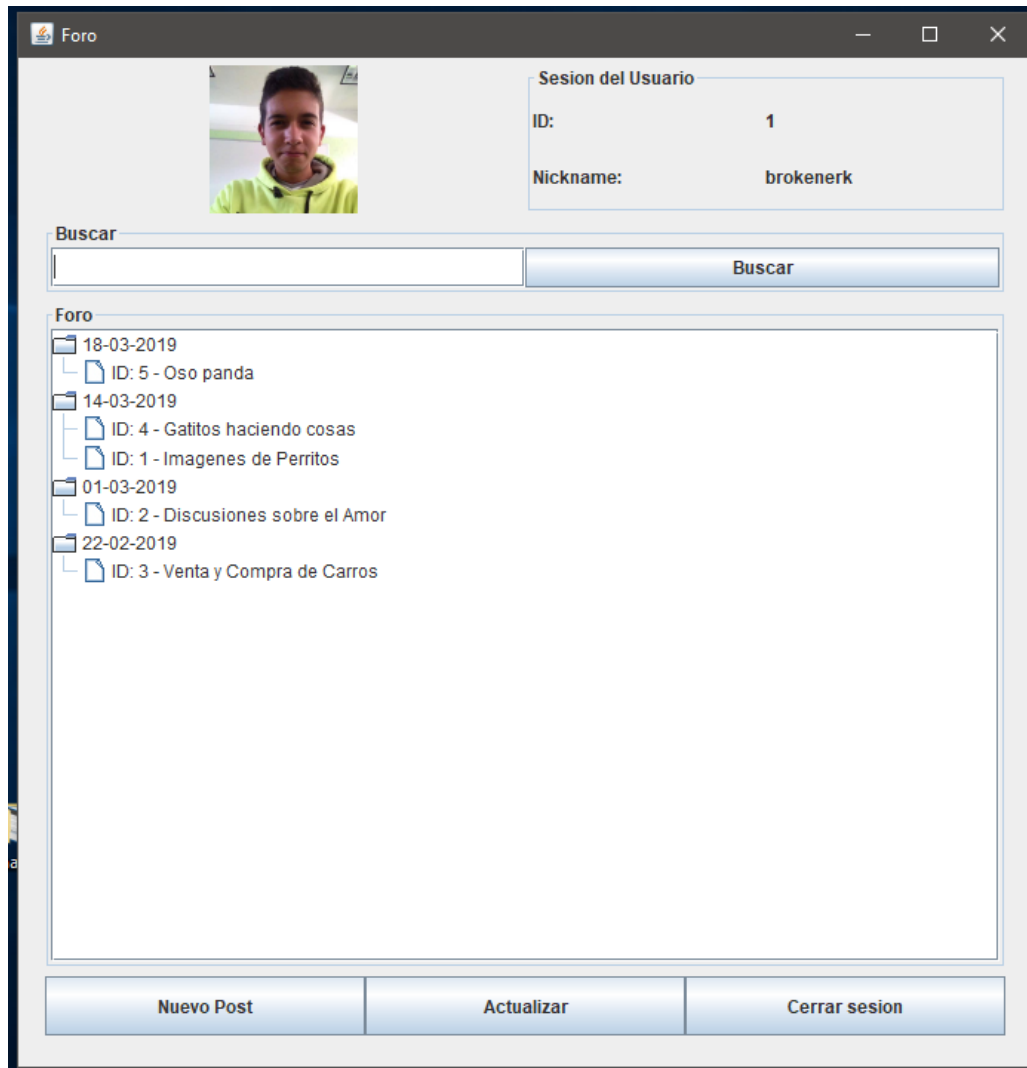 Foro
Sesion del Usuario
ID: 1
Nickname: brokenerk
Buscar
Buscar
Foro
18-03-2019
ID: 5 - Oso panda
14-03-2019
ID: 4 - Gatitos haciendo cosas
ID: 1 - Imagenes de Perritos
01-03-2019
ID: 2 - Discusiones sobre el Amor
22-02-2019
ID: 3 - Venta y Compra de Carros
Nuevo Post Actualizar Cerrar sesion